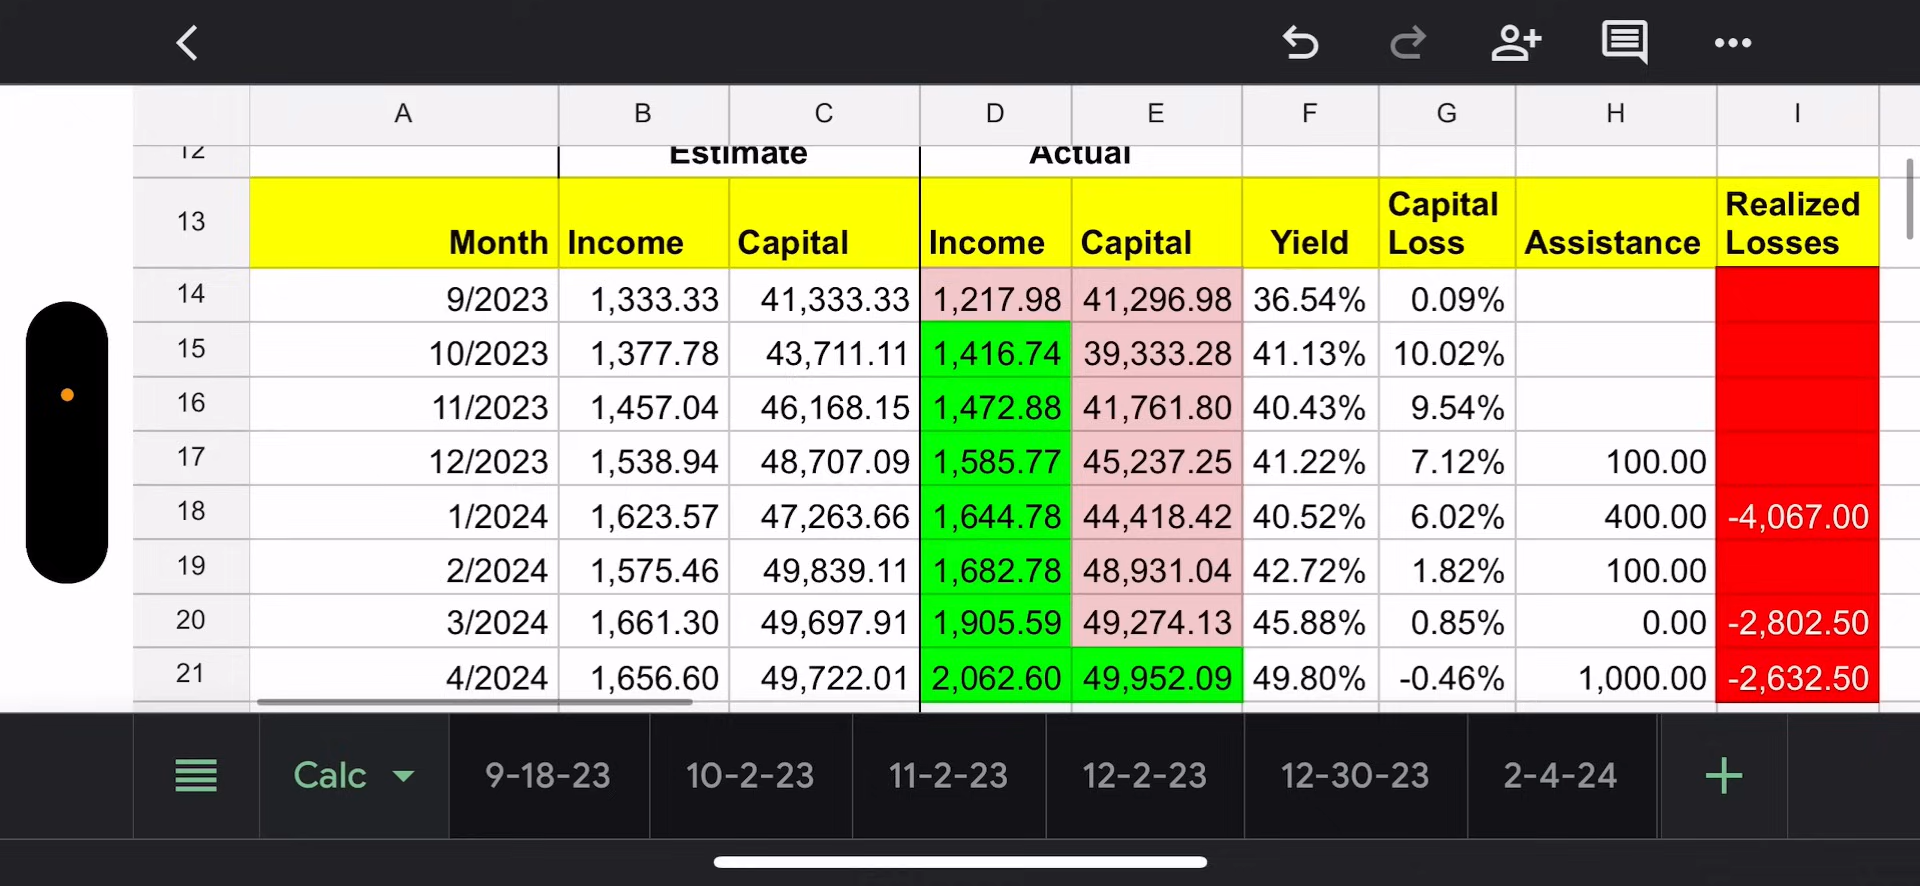 A B C D E F G H I
12 Estimate Actual
13 Month Income Capital Income Capital Yield Capital Loss Assistance Realized Losses
14 9/2023 1,333.33 41,333.33 1,217.98 41,296.98 36.54% 0.09%
15 10/2023 1,377.78 43,711.11 1,416.74 39,333.28 41.13% 10.02%
16 11/2023 1,457.04 46,168.15 1,472.88 41,761.80 40.43% 9.54%
17 12/2023 1,538.94 48,707.09 1,585.77 45,237.25 41.22% 7.12% 100.00
18 1/2024 1,623.57 47,263.66 1,644.78 44,418.42 40.52% 6.02% 400.00 -4,067.00
19 2/2024 1,575.46 49,839.11 1,682.78 48,931.04 42.72% 1.82% 100.00
20 3/2024 1,661.30 49,697.91 1,905.59 49,274.13 45.88% 0.85% 0.00 -2,802.50
21 4/2024 1,656.60 49,722.01 2,062.60 49,952.09 49.80% -0.46% 1,000.00 -2,632.50
Calc 9-18-23 10-2-23 11-2-23 12-2-23 12-30-23 2-4-24